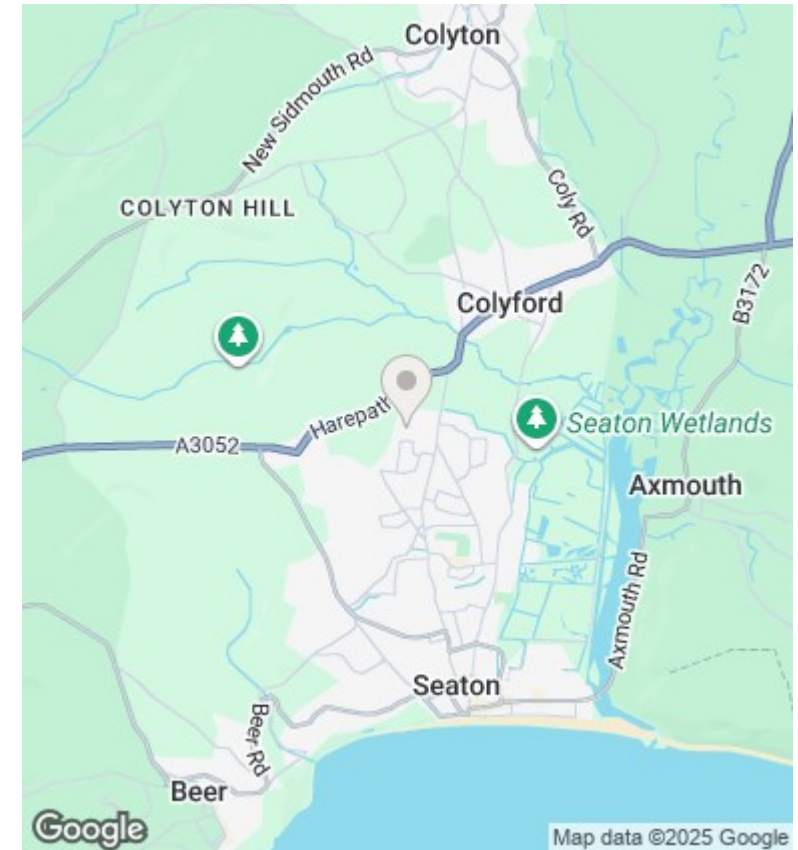 Colyton
New Sidmouth Rd
COLYTON HILL
Coly Rd
Colyford
B3172
Harepath
A3052
Seaton Wetlands
Axmouth
Axmouth Rd
Seaton
Beer Rd
Beer
Google
Map data ©2025 Google